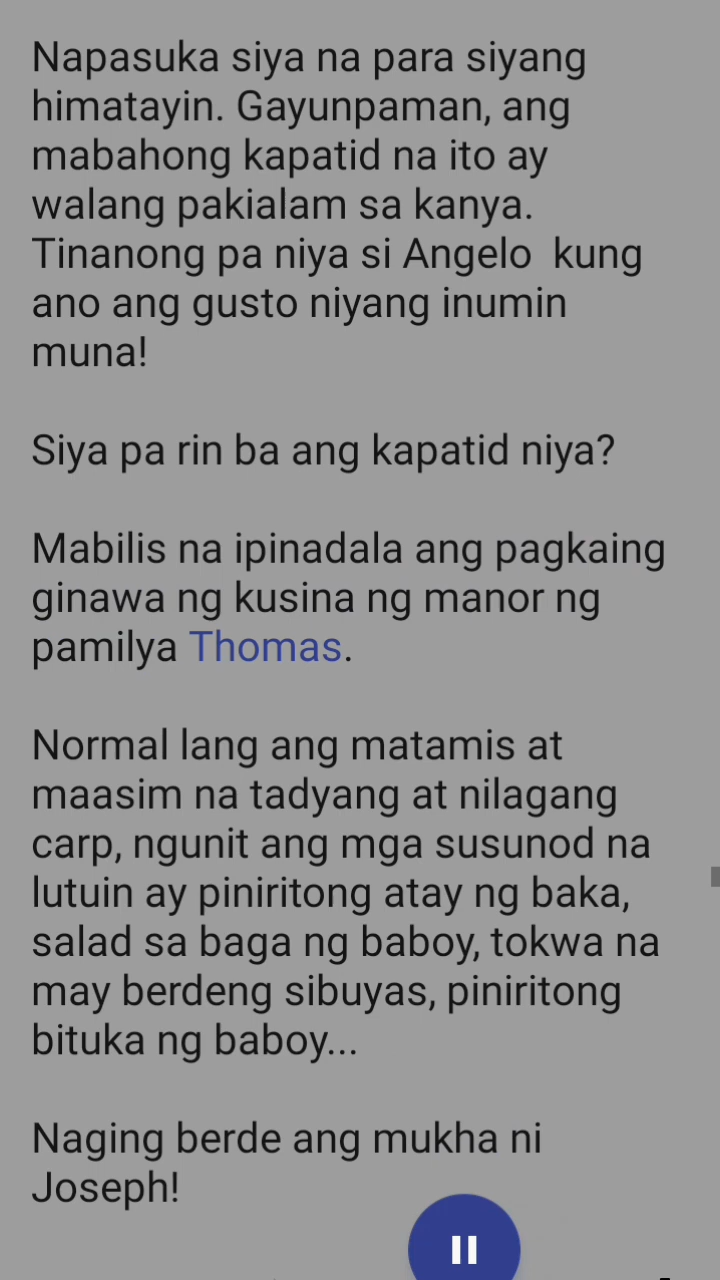 Napasuka siya na para siyang
himatayin. Gayunpaman, ang
mabahong kapatid na ito ay
walang pakialam sa kanya.
Tinanong pa niya si Angelo  kung
ano ang gusto niyang inumin
muna!
Siya pa rin ba ang kapatid niya?
Mabilis na ipinadala ang pagkaing
ginawa ng kusina ng manor ng
pamilya Thomas.
Normal lang ang matamis at
maasim na tadyang at nilagang
carp, ngunit ang mga susunod na
lutuin ay piniritong atay ng baka,
salad sa baga ng baboy, tokwa na
may berdeng sibuyas, piniritong
bituka ng baboy...
Naging berde ang mukha ni
Joseph!